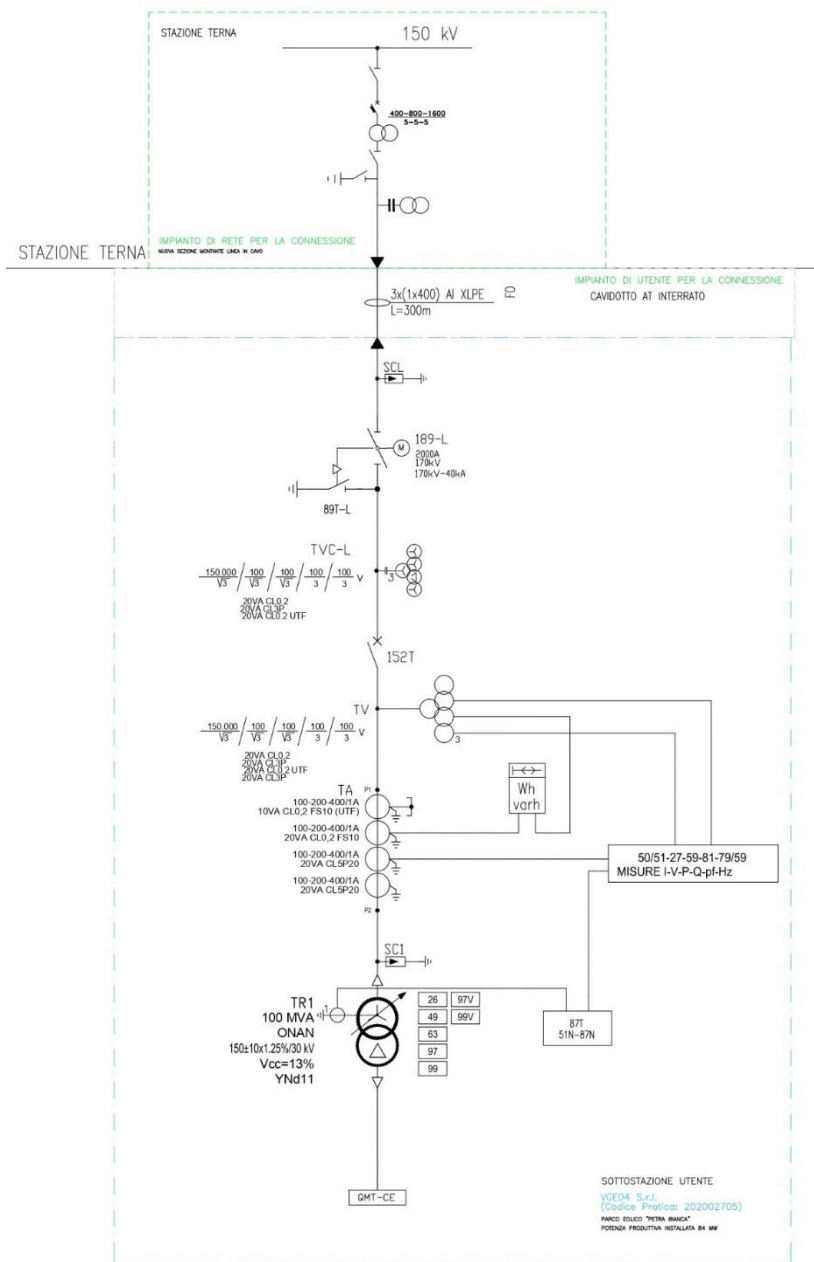 STAZIONE TERNA
150 kV
400-800-1600
5-5-5
IMPIANTO DI RETE PER LA CONNESSIONE
NUOVA SEZIONE MONTANTE LINEA IN CAVO
STAZIONE TERNA
IMPIANTO DI UTENTE PER LA CONNESSIONE
CAVIDOTTO AT INTERRATO
3x(1x400) Al XLPE
L=300m
FO
SCL
189-L
M
2000A
170kV
170kV-40kA
89T-L
TVC-L
150.000/√3 / 100/√3 / 100/√3 / 100/3 / 100/3 V
3
20VA CL0.2
20VA CL3P
20VA CL0.2 UTF
152T
TV
150.000/√3 / 100/√3 / 100/√3 / 100/3 / 100/3 V
3
20VA CL0,2
20VA CL3P
20VA CL0,2 UTF
20VA CL3P
TA
P1
100-200-400/1A
10VA CL0,2 FS10 (UTF)
100-200-400/1A
20VA CL0,2 FS10
100-200-400/1A
20VA CL5P20
100-200-400/1A
20VA CL5P20
P2
Wh
varh
50/51-27-59-81-79/59
MISURE I-V-P-Q-pf-Hz
SC1
TR1
100 MVA
ONAN
150±10x1.25%/30 kV
Vcc=13%
YNd11
1
26
97V
49
99V
63
97
99
87T
51N-87N
QMT-CE
SOTTOSTAZIONE UTENTE
VGE04 S.r.l.
(Codice Pratica: 202002705)
PARCO EOLICO "PETRA BIANCA"
POTENZA PRODUTTIVA INSTALLATA 84 MW